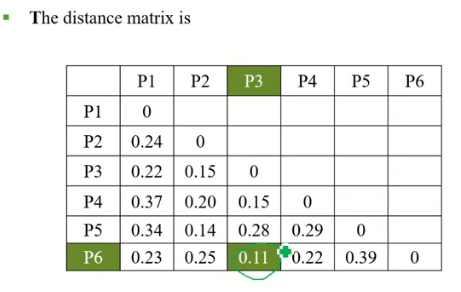 The distance matrix is
P1 P2 P3 P4 P5 P6
P1 0
P2 0.24 0
P3 0.22 0.15 0
P4 0.37 0.20 0.15 0
P5 0.34 0.14 0.28 0.29 0
P6 0.23 0.25 0.11 0.22 0.39 0